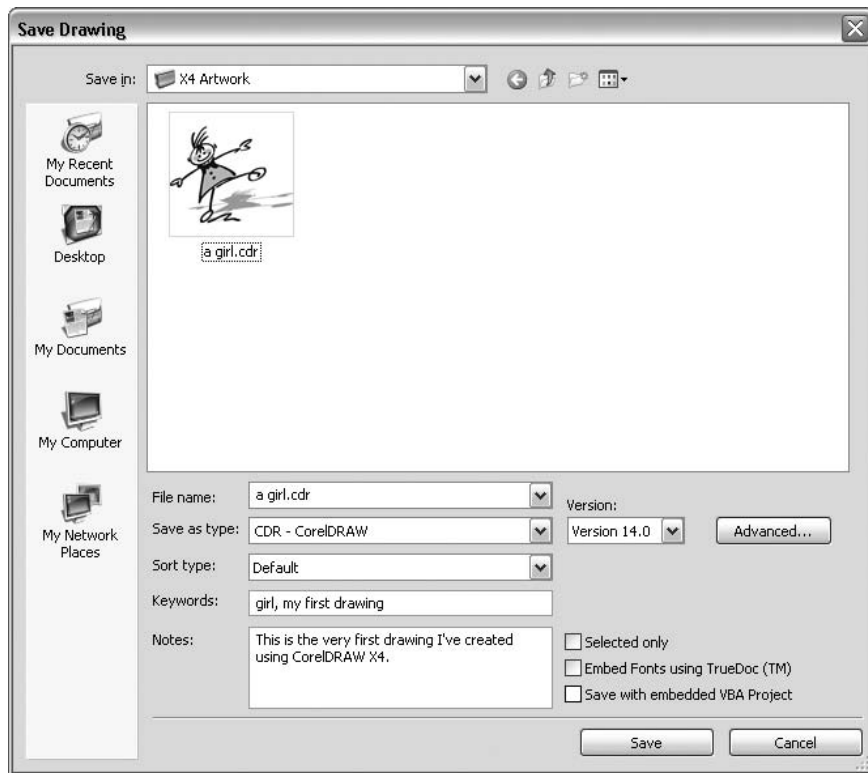 Save Drawing
Save in:
X4 Artwork
My Recent
Documents
Desktop
My Documents
My Computer
My Network
Places
a girl.cdr
File name:
a girl.cdr
Version:
Save as type:
CDR - CorelDRAW
Version 14.0
Advanced...
Sort type:
Default
Keywords:
girl, my first drawing
Notes:
This is the very first drawing I've created
using CorelDRAW X4.
Selected only
Embed Fonts using TrueDoc (TM)
Save with embedded VBA Project
Save
Cancel